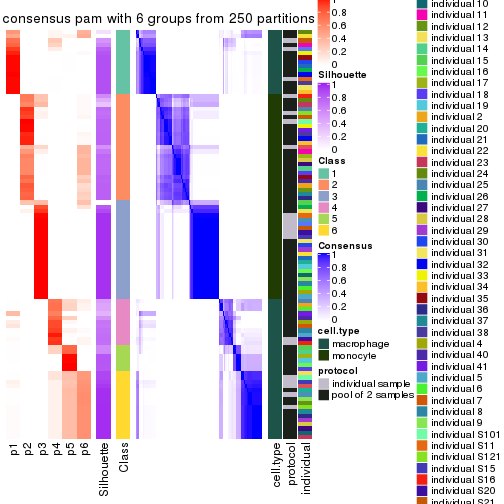 consensus pam with 6 groups from 250 partitions
p1
p2
p3
p4
p5
p6
Silhouette
Class
cell.type
protocol
individual
0.8
0.6
0.4
0.2
0
Silhouette
1
0.8
0.6
0.4
0.2
0
Class
1
2
3
4
5
6
Consensus
1
0.8
0.6
0.4
0.2
0
cell.type
macrophage
monocyte
protocol
individual sample
pool of 2 samples
individual 10
individual 11
individual 12
individual 13
individual 14
individual 15
individual 16
individual 17
individual 18
individual 19
individual 2
individual 20
individual 21
individual 22
individual 23
individual 24
individual 25
individual 26
individual 27
individual 28
individual 29
individual 30
individual 31
individual 32
individual 33
individual 34
individual 35
individual 36
individual 37
individual 38
individual 4
individual 40
individual 41
individual 5
individual 6
individual 7
individual 8
individual 9
individual S101
individual S11
individual S121
individual S15
individual S16
individual S20
individual S21